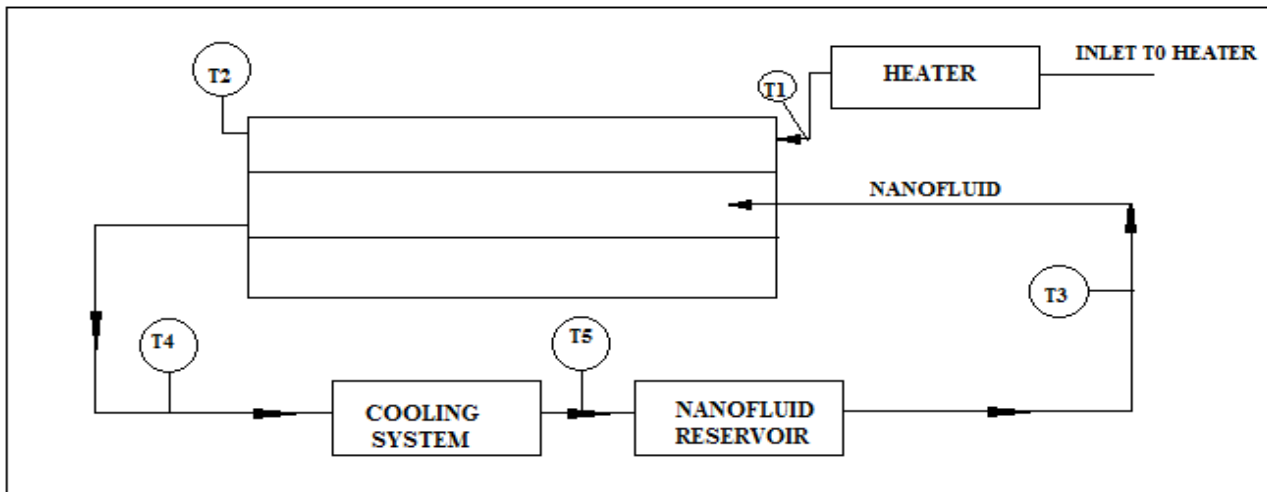 INLET T0 HEATER
HEATER
T2
T1
NANOFLUID
T3
T4
T5
COOLING
SYSTEM
NANOFLUID
RESERVOIR